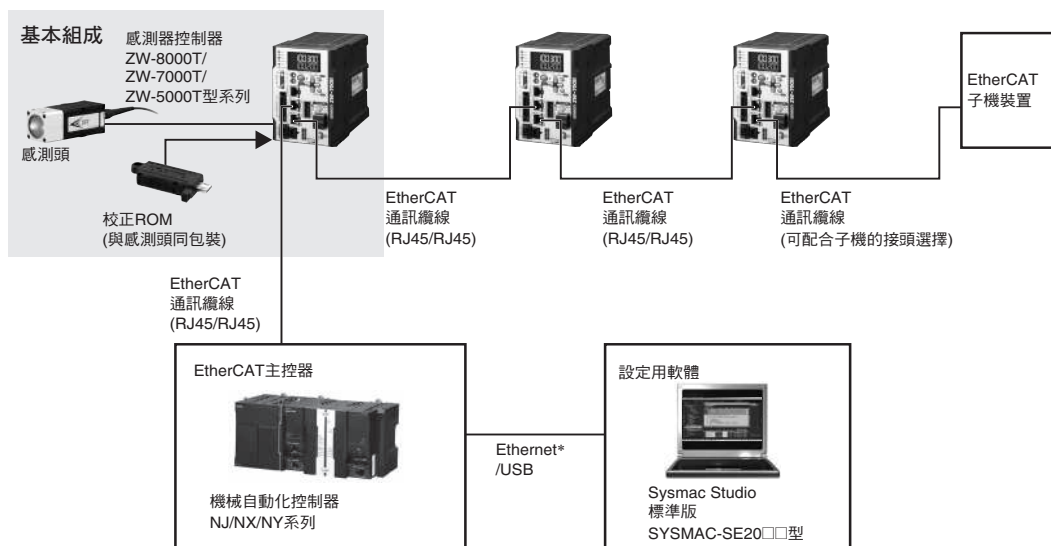 基本組成
感測器控制器
ZW-8000T/
ZW-7000T/
ZW-5000T型系列
感測頭
校正ROM
(與感測頭同包裝)
EtherCAT
子機裝置
EtherCAT
通訊纜線
(RJ45/RJ45)
EtherCAT
通訊纜線
(RJ45/RJ45)
EtherCAT
通訊纜線
(可配合子機的接頭選擇)
EtherCAT
通訊纜線
(RJ45/RJ45)
EtherCAT主控器
機械自動化控制器
NJ/NX/NY系列
Ethernet*
/USB
設定用軟體
Sysmac Studio
標準版
SYSMAC-SE20□□型